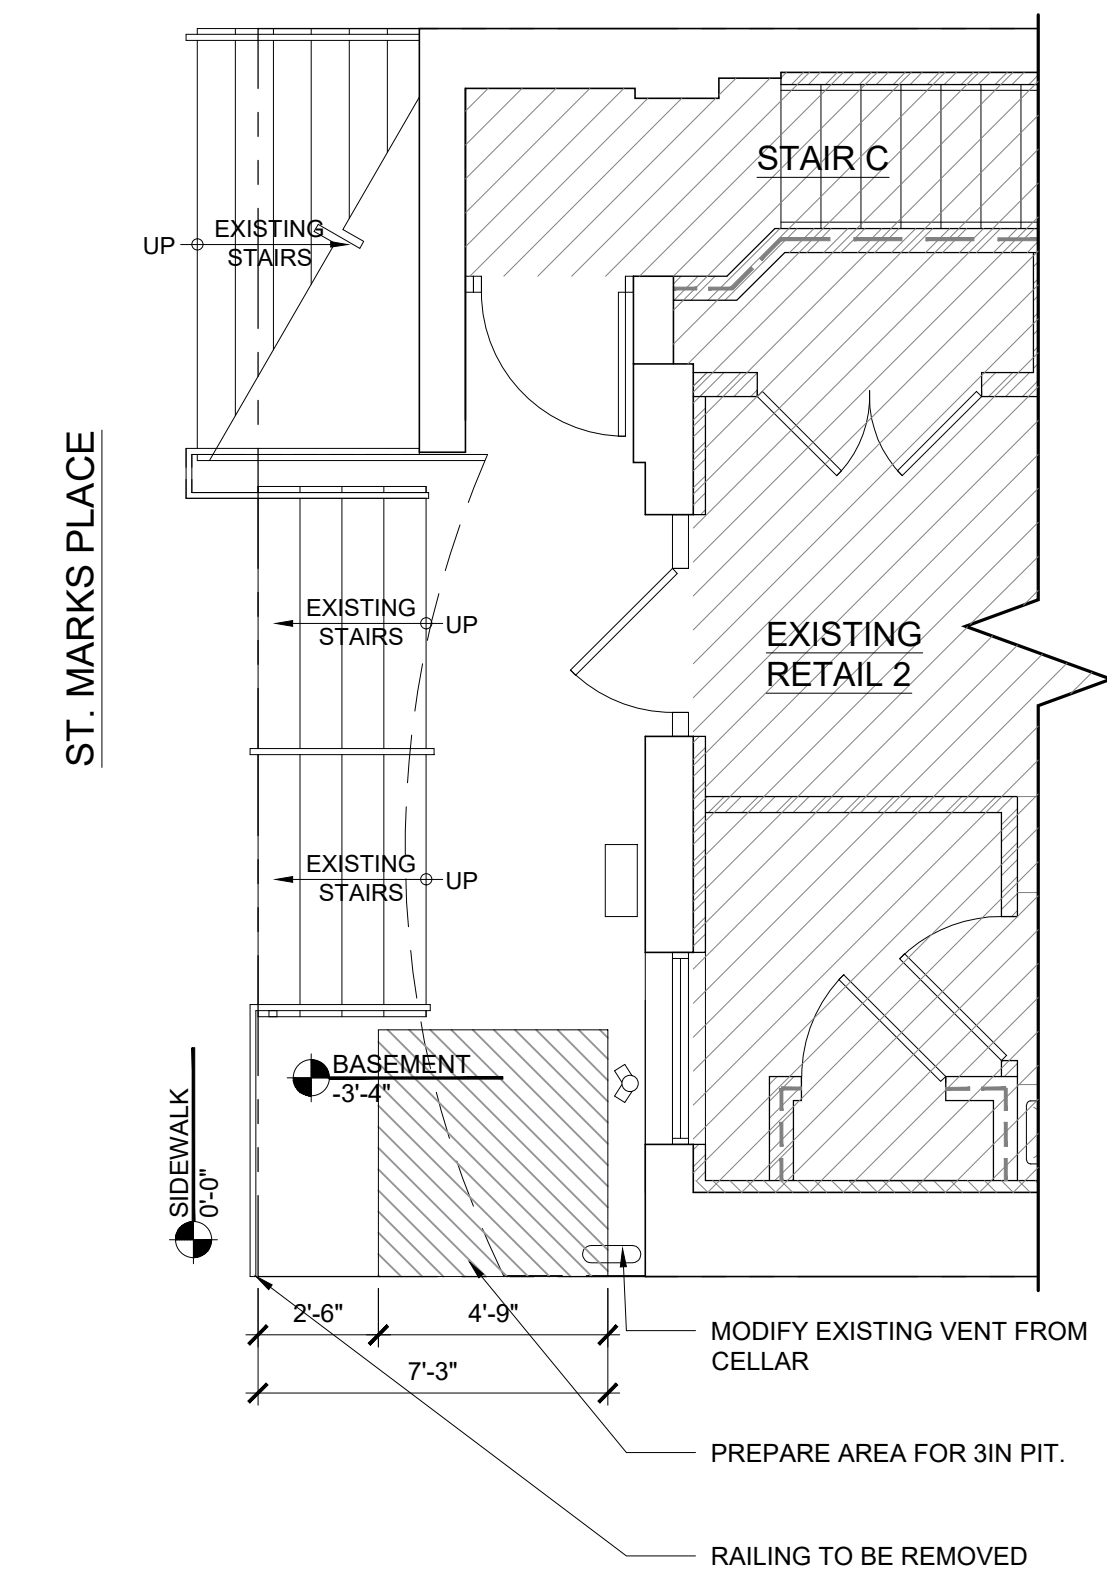 STAIR C
EXISTING
STAIRS
UP
ST. MARKS PLACE
EXISTING
STAIRS
UP
EXISTING
RETAIL 2
EXISTING
STAIRS
UP
BASEMENT
-3'-4"
SIDEWALK
0'-0"
2'-6"
4'-9"
7'-3"
MODIFY EXISTING VENT FROM
CELLAR
PREPARE AREA FOR 3IN PIT.
RAILING TO BE REMOVED